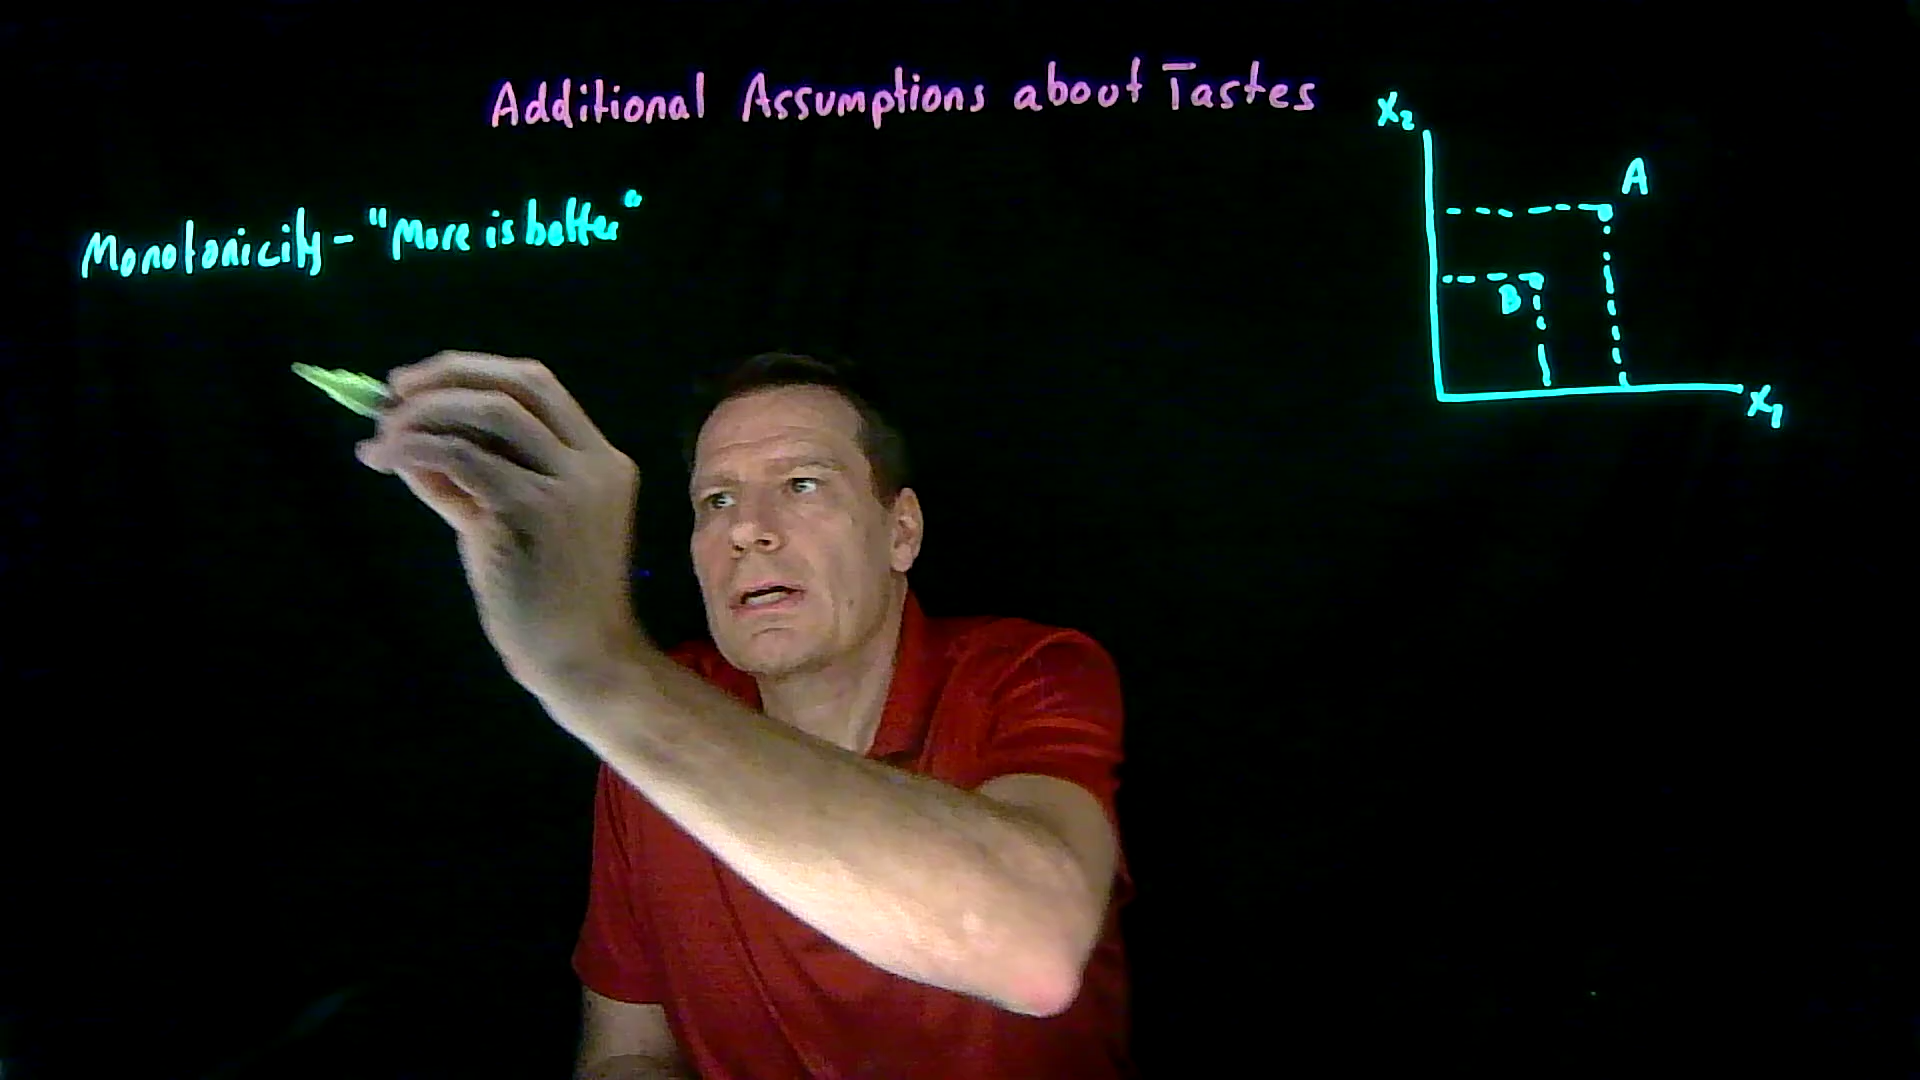 Additional Assumptions about Tastes
Monotonicity - "More is better"
x₂
A
B
x₁